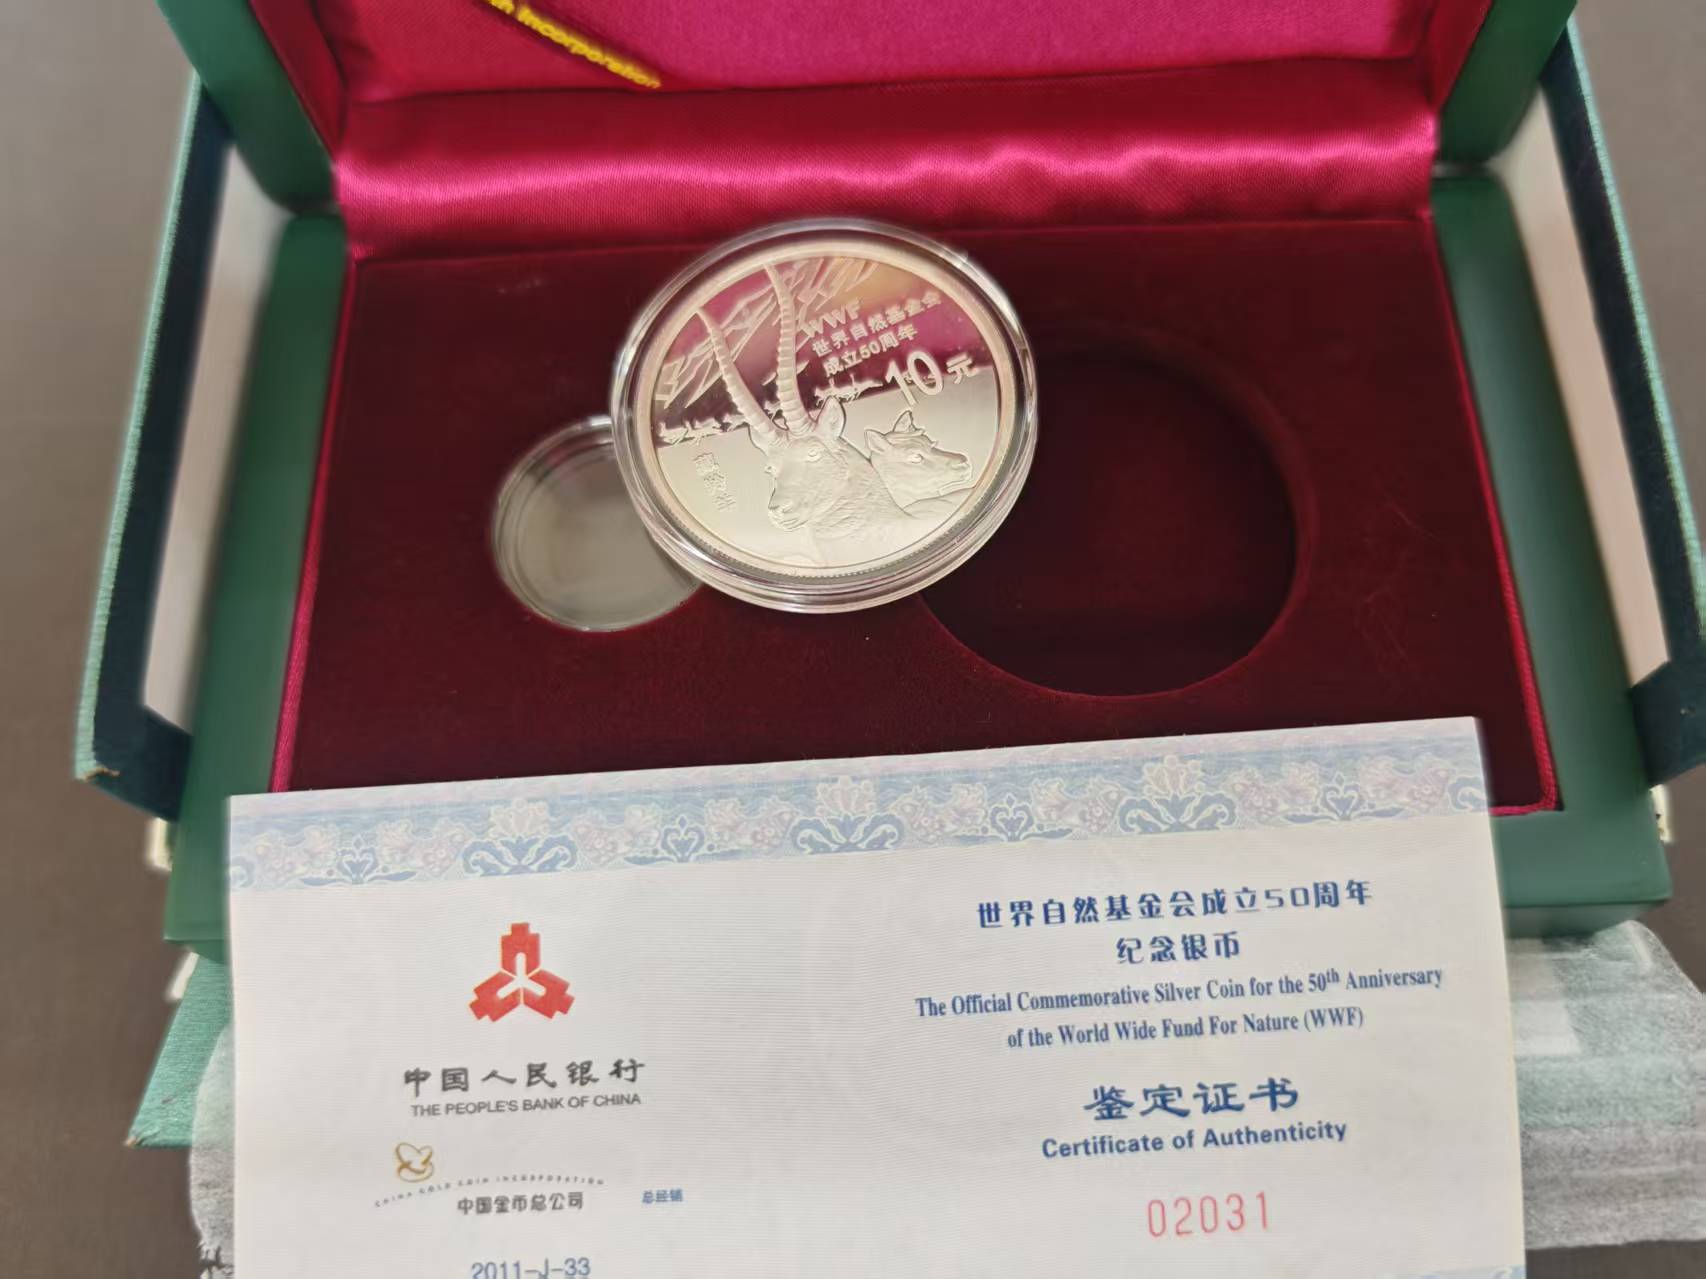 Incorporation
WWF
世界自然基金会
成立50周年
10元
藏羚羊
中国人民银行
THE PEOPLE'S BANK OF CHINA
CHINA GOLD COIN INCORPORATION
中国金币总公司
总经销
2011-J-33
世界自然基金会成立50周年
纪念银币
The Official Commemorative Silver Coin for the 50th Anniversary
of the World Wide Fund For Nature (WWF)
鉴定证书
Certificate of Authenticity
02031